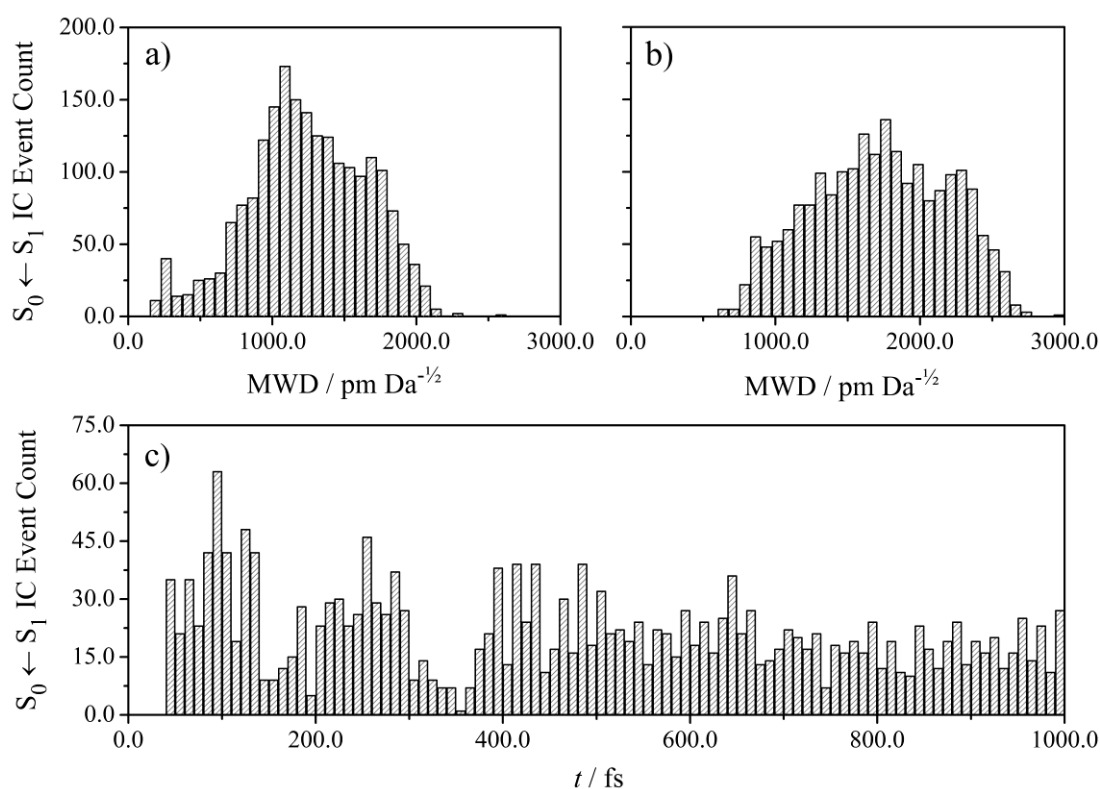 a)
200.0
150.0
100.0
50.0
0.0
S₀ ← S₁ IC Event Count
0.0 1000.0 2000.0 3000.0
MWD / pm Da⁻½
b)
0.0 1000.0 2000.0 3000.0
MWD / pm Da⁻½
c)
75.0
60.0
45.0
30.0
15.0
0.0
S₀ ← S₁ IC Event Count
0.0 200.0 400.0 600.0 800.0 1000.0
t / fs